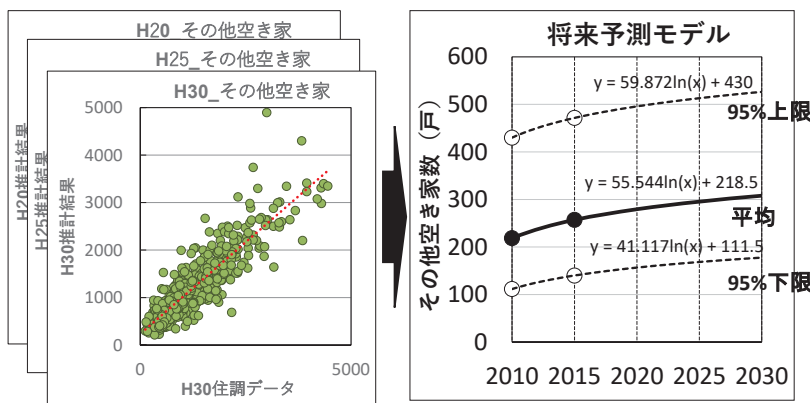 H20_その他空き家
H25_その他空き家
H30_その他空き家
H20推計結果
H25推計結果
H30推計結果
5000
4000
3000
2000
1000
0
0
5000
H30住調データ
将来予測モデル
その他空き家数（戸）
600
500
400
300
200
100
0
y = 59.872ln(x) + 430
95%上限
y = 55.544ln(x) + 218.5
平均
y = 41.117ln(x) + 111.5
95%下限
2010 2015 2020 2025 2030